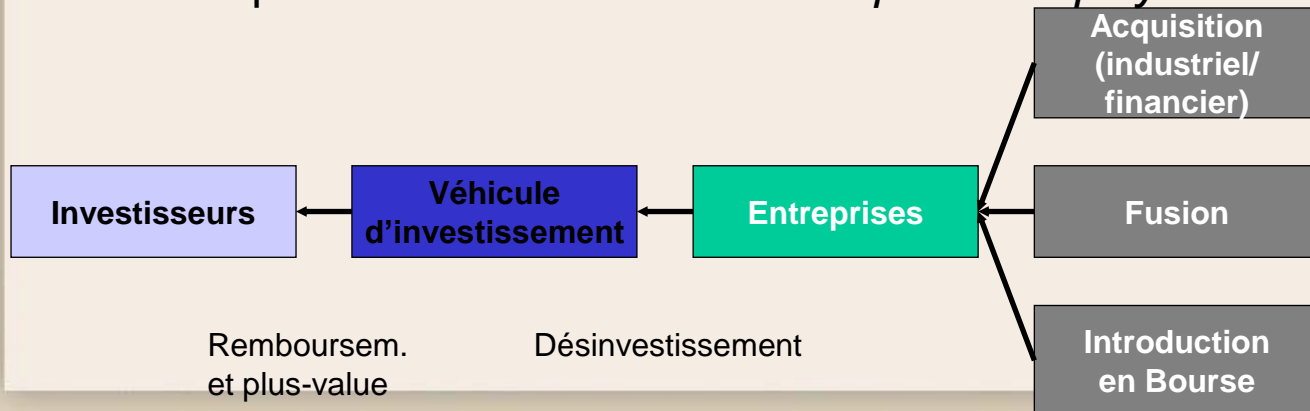 Acquisition
(industriel/
financier)
Investisseurs
Véhicule
d'investissement
Entreprises
Fusion
Remboursem.
et plus-value
Désinvestissement
Introduction
en Bourse